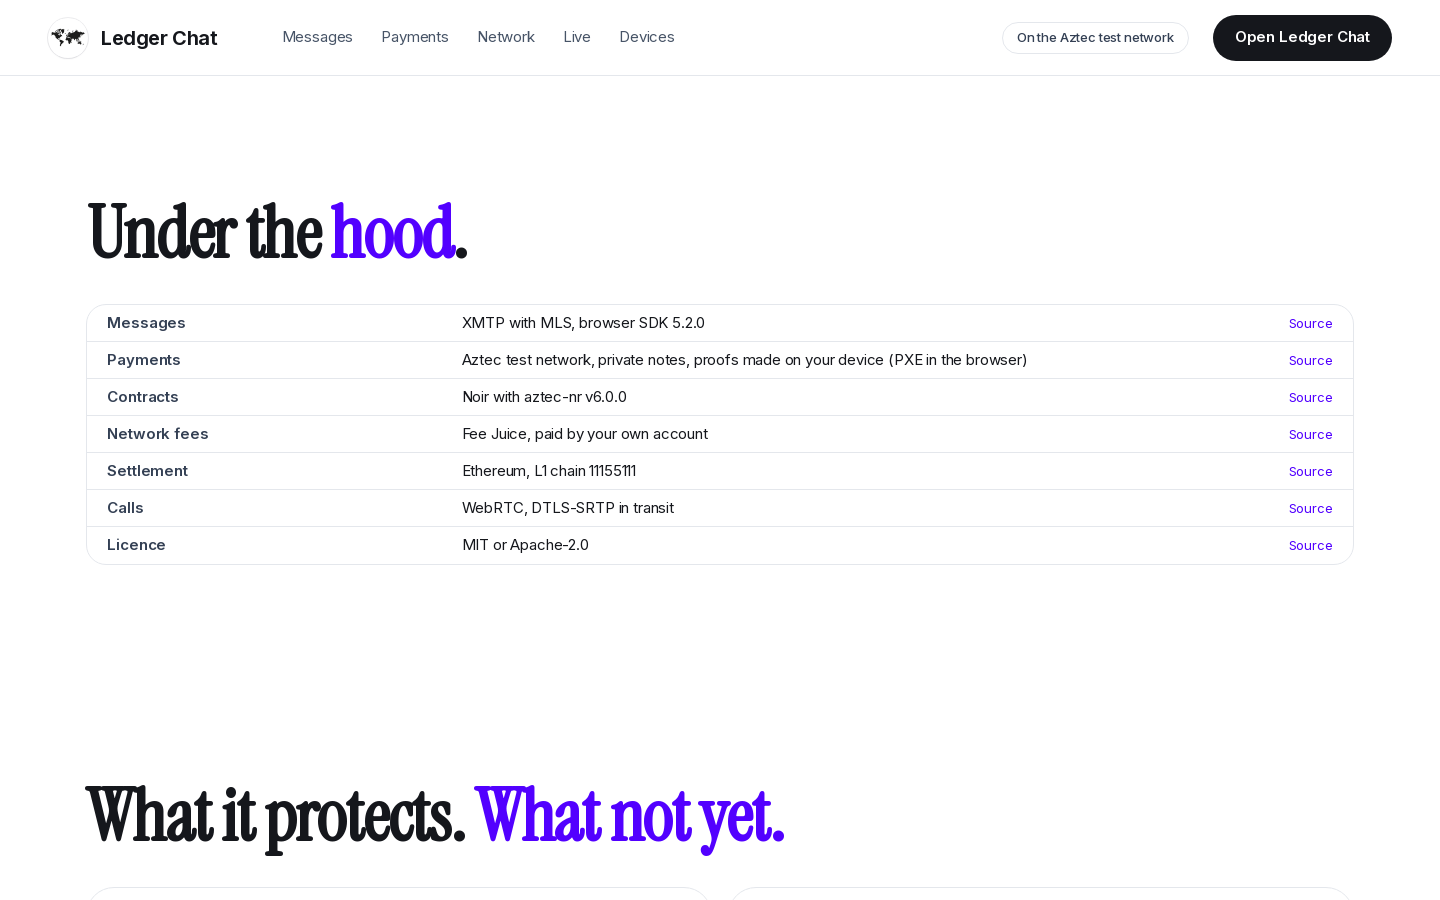 Ledger Chat
Messages
Payments
Network
Live
Devices
On the Aztec test network
Open Ledger Chat
Under the hood.
Messages XMTP with MLS, browser SDK 5.2.0 Source
Payments Aztec test network, private notes, proofs made on your device (PXE in the browser) Source
Contracts Noir with aztec-nr v6.0.0 Source
Network fees Fee Juice, paid by your own account Source
Settlement Ethereum, L1 chain 11155111 Source
Calls WebRTC, DTLS-SRTP in transit Source
Licence MIT or Apache-2.0 Source
What it protects. What not yet.